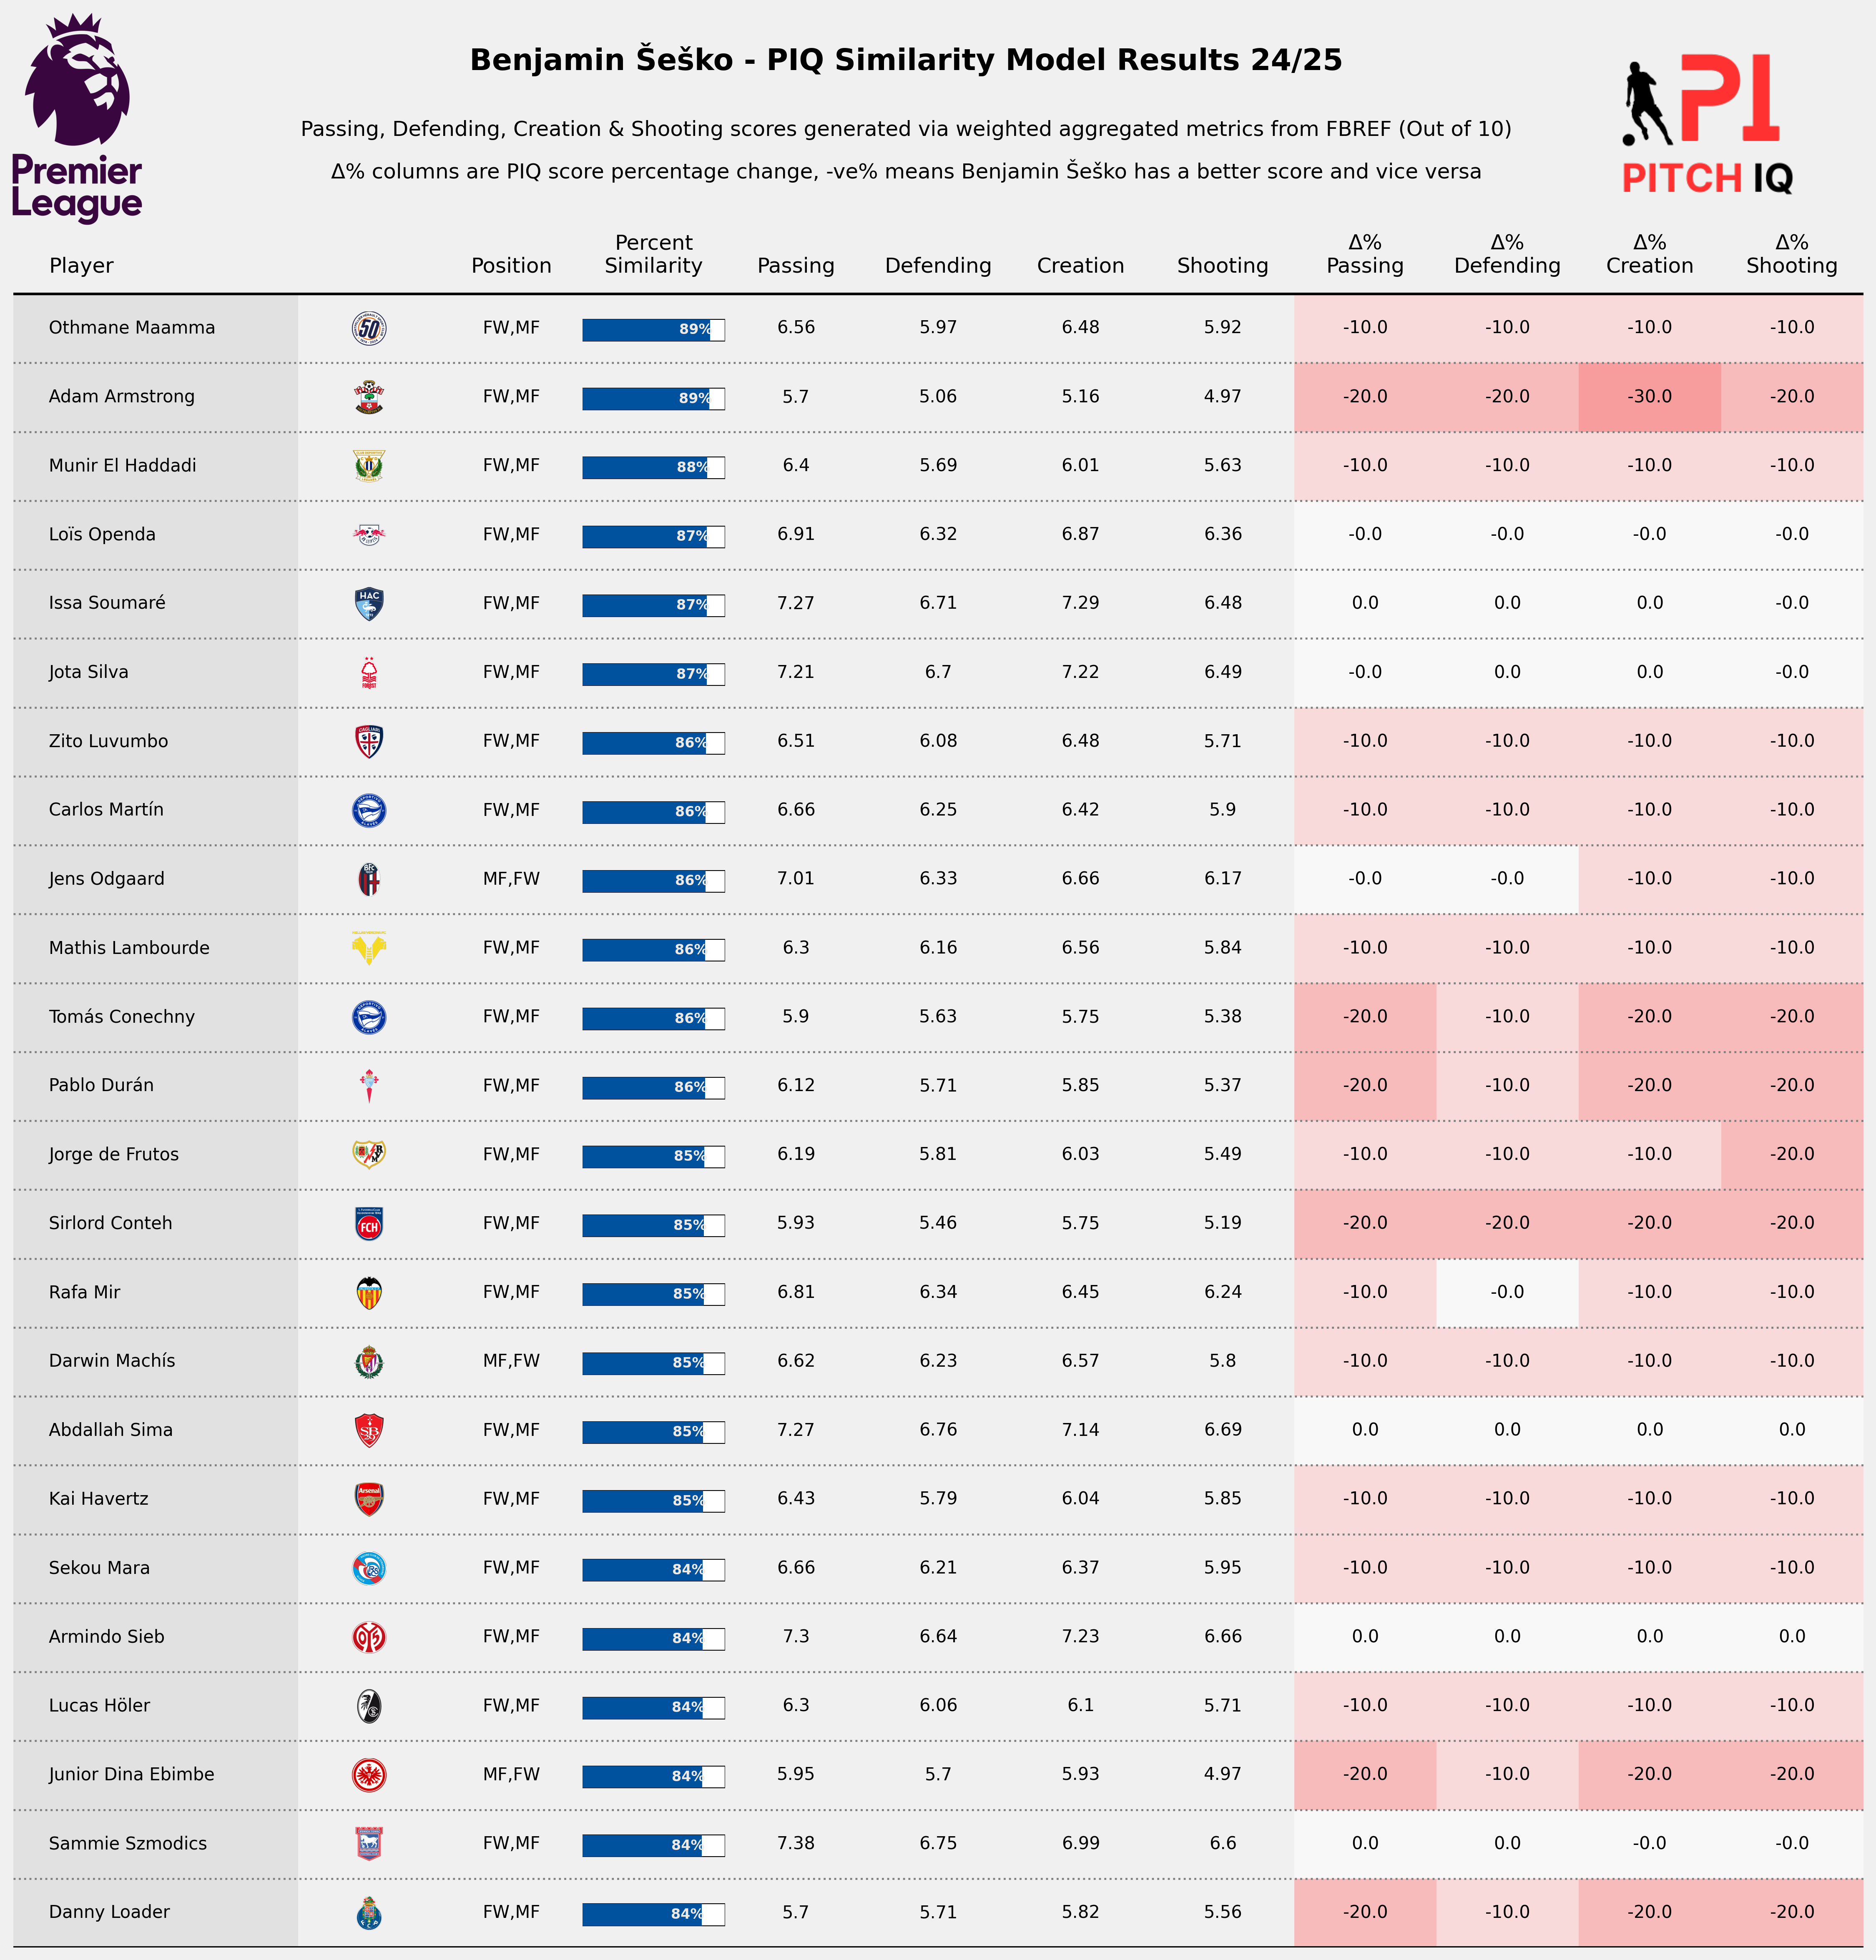 Benjamin Šeško - PIQ Similarity Model Results 24/25
Passing, Defending, Creation & Shooting scores generated via weighted aggregated metrics from FBREF (Out of 10)
Δ% columns are PIQ score percentage change, -ve% means Benjamin Šeško has a better score and vice versa
Premier
League
PI
PITCH IQ
Player Position Percent Similarity Passing Defending Creation Shooting Δ% Passing Δ% Defending Δ% Creation Δ% Shooting
Othmane Maamma 50 FW,MF 89% 6.56 5.97 6.48 5.92 -10.0 -10.0 -10.0 -10.0
Adam Armstrong FW,MF 89% 5.7 5.06 5.16 4.97 -20.0 -20.0 -30.0 -20.0
Munir El Haddadi FW,MF 88% 6.4 5.69 6.01 5.63 -10.0 -10.0 -10.0 -10.0
Loïs Openda FW,MF 87% 6.91 6.32 6.87 6.36 -0.0 -0.0 -0.0 -0.0
Issa Soumaré HAC FW,MF 87% 7.27 6.71 7.29 6.48 0.0 0.0 0.0 -0.0
Jota Silva FOREST FW,MF 87% 7.21 6.7 7.22 6.49 -0.0 0.0 0.0 -0.0
Zito Luvumbo CAGLIARI FW,MF 86% 6.51 6.08 6.48 5.71 -10.0 -10.0 -10.0 -10.0
Carlos Martín FW,MF 86% 6.66 6.25 6.42 5.9 -10.0 -10.0 -10.0 -10.0
Jens Odgaard MF,FW 86% 7.01 6.33 6.66 6.17 -0.0 -0.0 -10.0 -10.0
Mathis Lambourde FW,MF 86% 6.3 6.16 6.56 5.84 -10.0 -10.0 -10.0 -10.0
Tomás Conechny FW,MF 86% 5.9 5.63 5.75 5.38 -20.0 -10.0 -20.0 -20.0
Pablo Durán FW,MF 86% 6.12 5.71 5.85 5.37 -20.0 -10.0 -20.0 -20.0
Jorge de Frutos FW,MF 85% 6.19 5.81 6.03 5.49 -10.0 -10.0 -10.0 -20.0
Sirlord Conteh FCH FW,MF 85% 5.93 5.46 5.75 5.19 -20.0 -20.0 -20.0 -20.0
Rafa Mir FW,MF 85% 6.81 6.34 6.45 6.24 -10.0 -0.0 -10.0 -10.0
Darwin Machís MF,FW 85% 6.62 6.23 6.57 5.8 -10.0 -10.0 -10.0 -10.0
Abdallah Sima FW,MF 85% 7.27 6.76 7.14 6.69 0.0 0.0 0.0 0.0
Kai Havertz Arsenal FW,MF 85% 6.43 5.79 6.04 5.85 -10.0 -10.0 -10.0 -10.0
Sekou Mara FW,MF 84% 6.66 6.21 6.37 5.95 -10.0 -10.0 -10.0 -10.0
Armindo Sieb FW,MF 84% 7.3 6.64 7.23 6.66 0.0 0.0 0.0 0.0
Lucas Höler FW,MF 84% 6.3 6.06 6.1 5.71 -10.0 -10.0 -10.0 -10.0
Junior Dina Ebimbe MF,FW 84% 5.95 5.7 5.93 4.97 -20.0 -10.0 -20.0 -20.0
Sammie Szmodics FW,MF 84% 7.38 6.75 6.99 6.6 0.0 0.0 -0.0 -0.0
Danny Loader FW,MF 84% 5.7 5.71 5.82 5.56 -20.0 -10.0 -20.0 -20.0